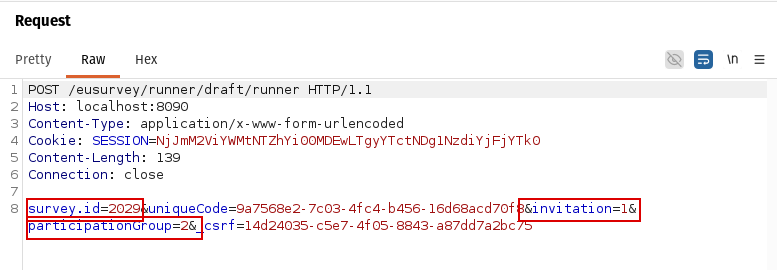 Request
Pretty Raw Hex \n
1 POST /eusurvey/runner/draft/runner HTTP/1.1
2 Host: localhost:8090
3 Content-Type: application/x-www-form-urlencoded
4 Cookie: SESSION=NjJmM2ViYWMtNTZhYi00MDEwLTgyYTctNDg1NzdiYjFjYTk0
5 Content-Length: 139
6 Connection: close
7
8 survey.id=2029&uniqueCode=9a7568e2-7c03-4fc4-b456-16d68acd70f8&invitation=1&
participationGroup=2&_csrf=14d24035-c5e7-4f05-8843-a87dd7a2bc75